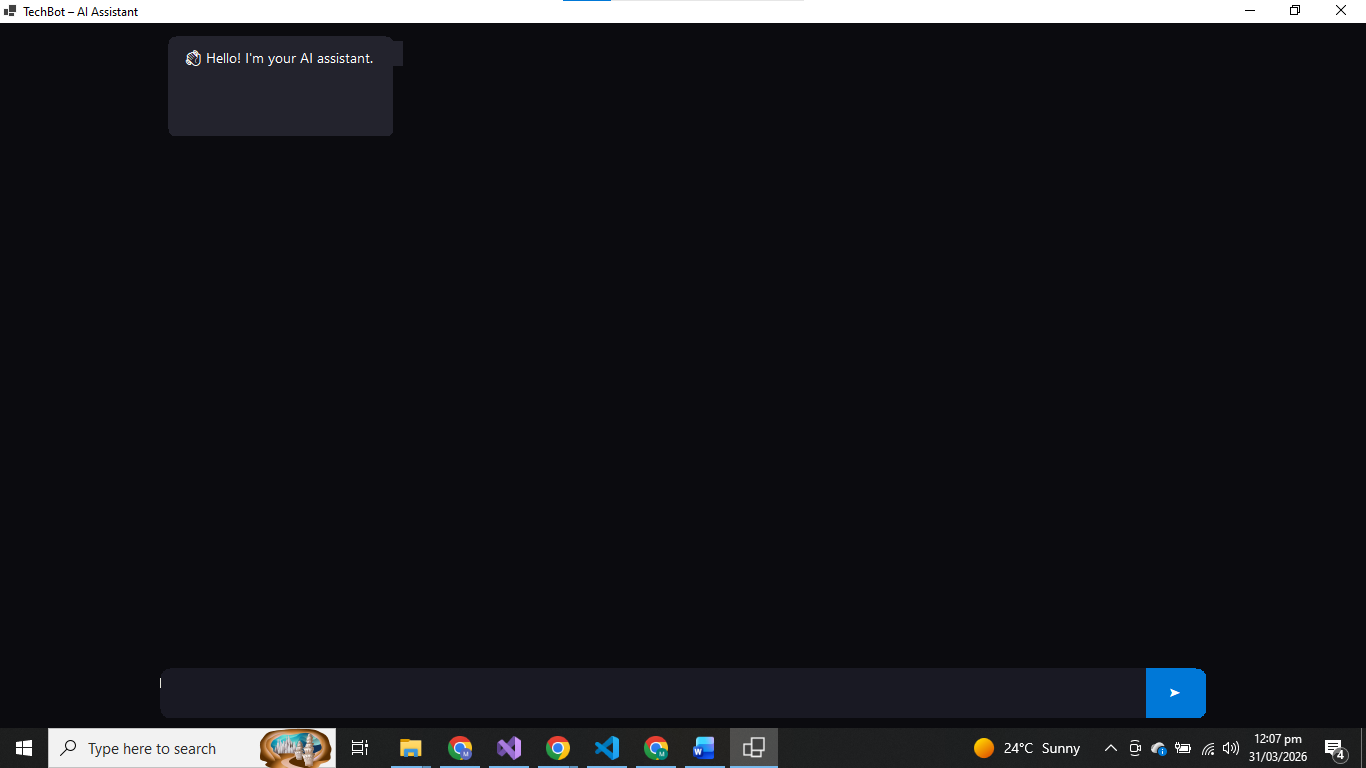 TechBot – AI Assistant
👋 Hello! I'm your AI assistant.
Type here to search
24°C Sunny
12:07 pm
31/03/2026
4